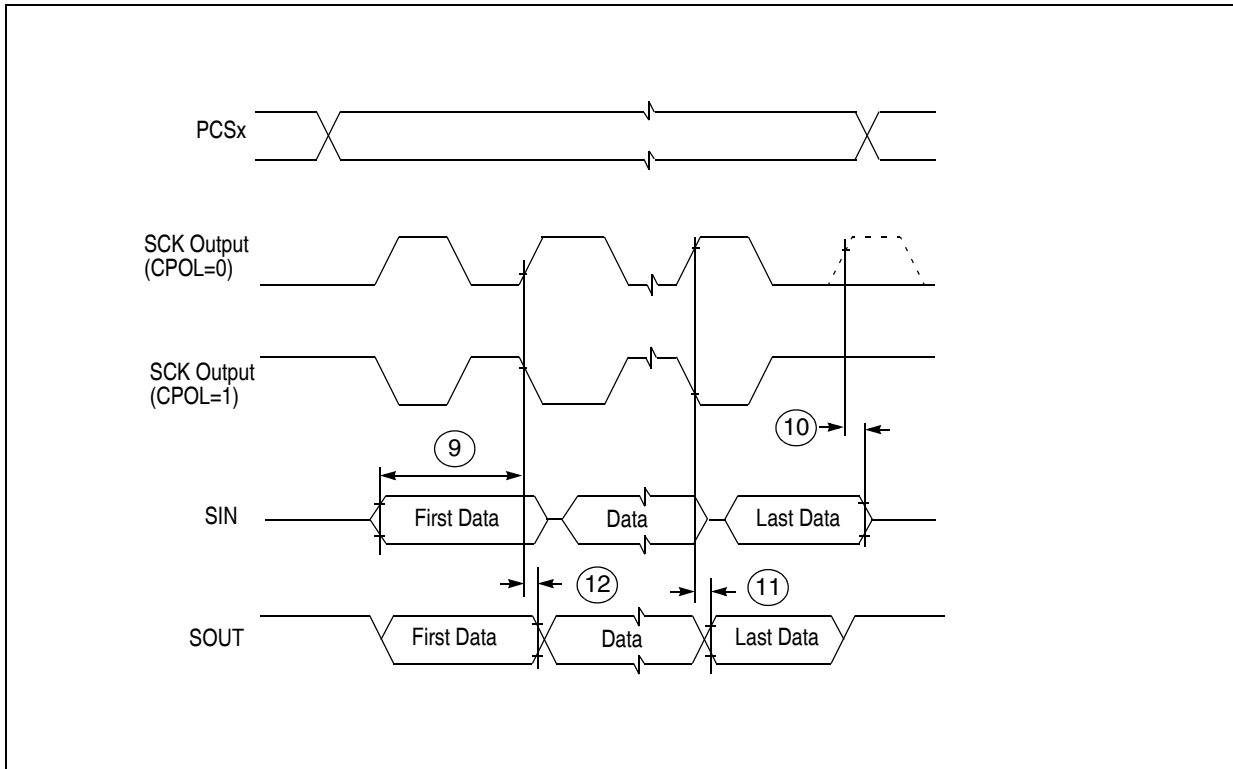 PCSx
SCK Output
(CPOL=0)
SCK Output
(CPOL=1)
10
9
SIN
First Data
Data
Last Data
12
11
SOUT
First Data
Data
Last Data